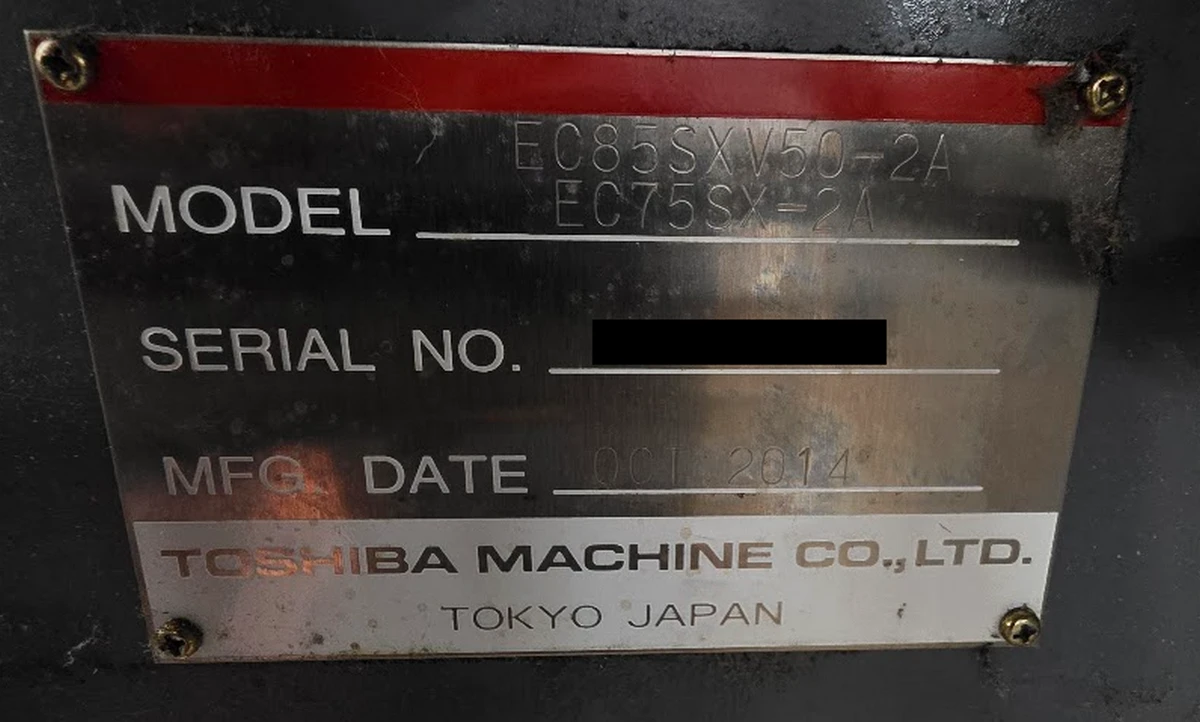 EC85SXV50-2A
MODEL EC75SX-2A
SERIAL NO.
MFG. DATE OCT 2014
TOSHIBA MACHINE CO.,LTD.
TOKYO JAPAN